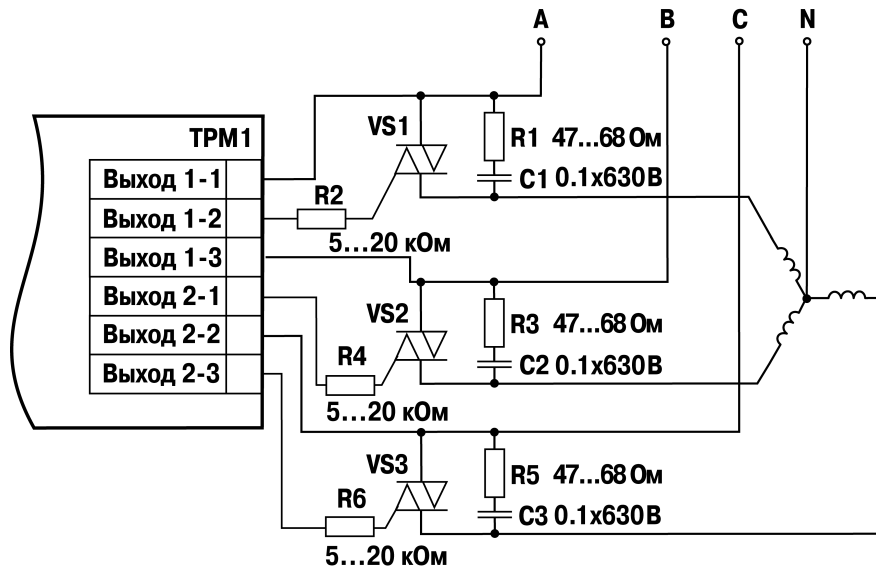 A B C N
ТРМ1
VS1
R1 47...68 Ом
C1 0.1x630В
Выход 1-1
R2
Выход 1-2
5...20 кОм
Выход 1-3
Выход 2-1
VS2
R3 47...68 Ом
Выход 2-2
R4
C2 0.1x630В
Выход 2-3
5...20 кОм
VS3
R5 47...68 Ом
R6
C3 0.1x630В
5...20 кОм